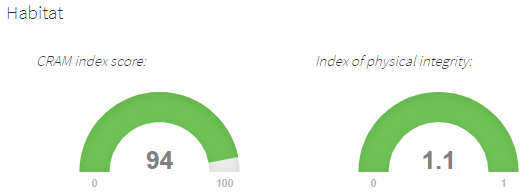 Habitat
CRAM index score: Index of physical integrity:
94 1.1
0 100 0 1